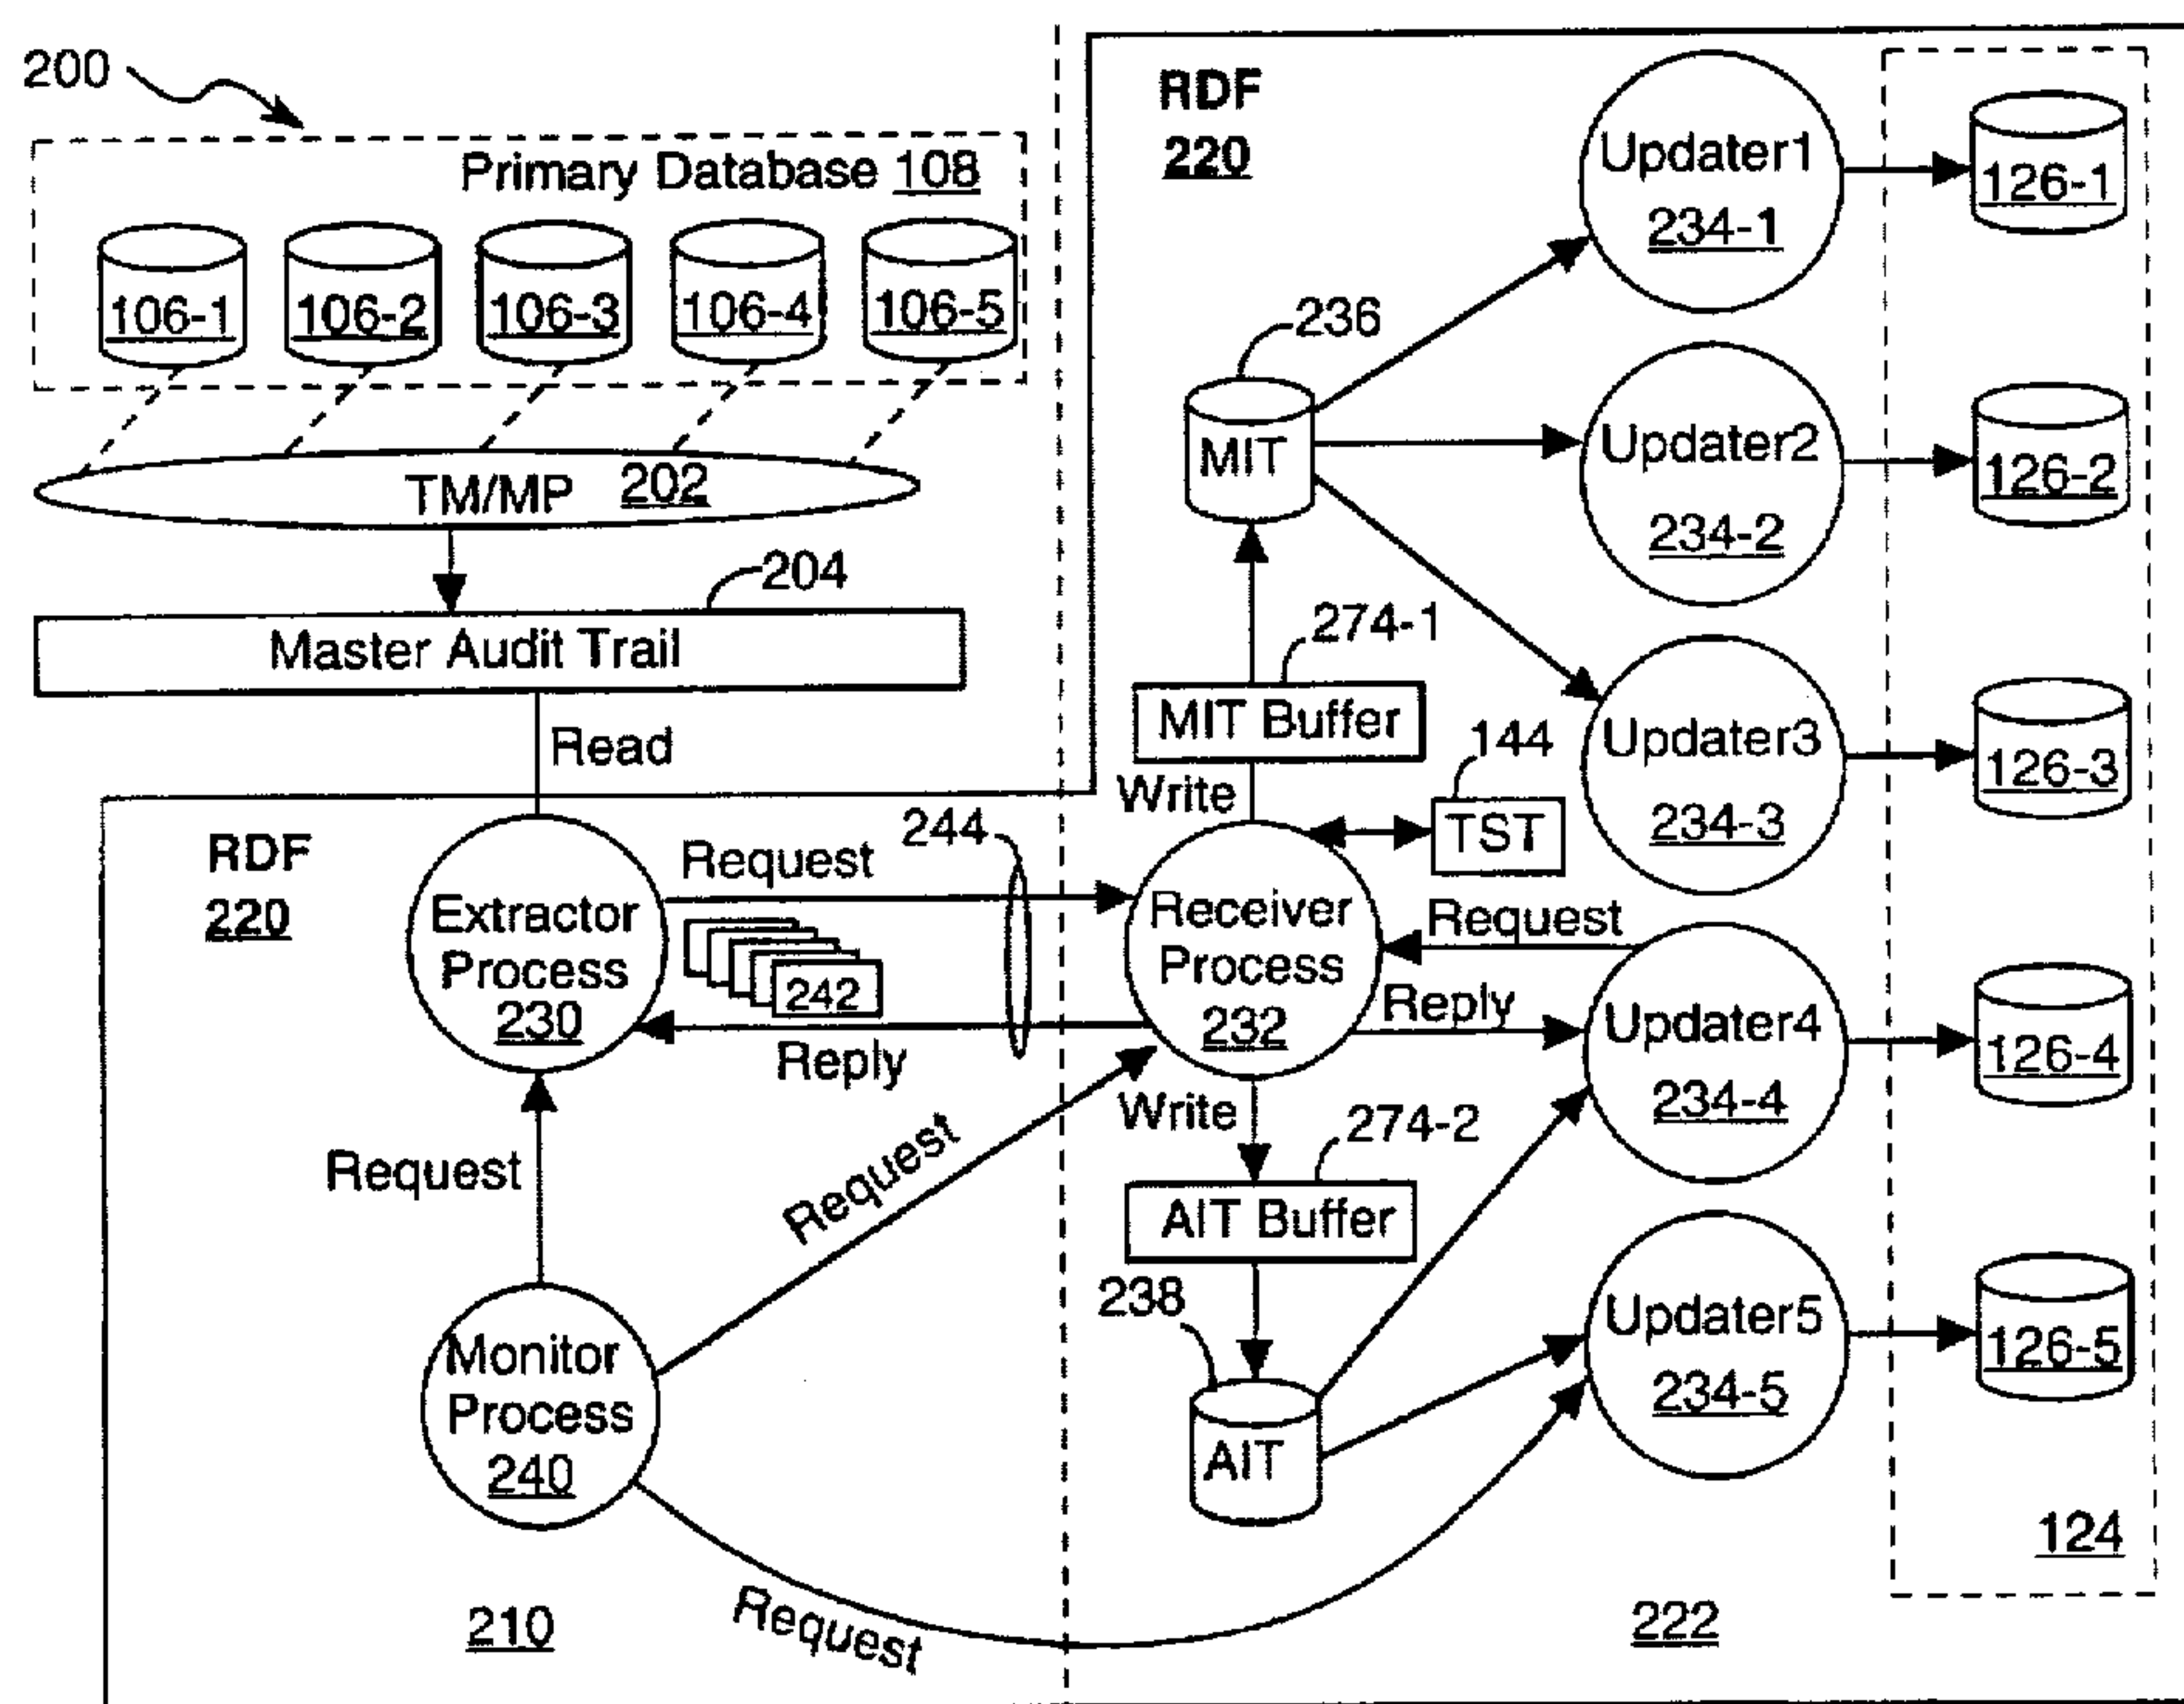 200
Primary Database 108
106-1
106-2
106-3
106-4
106-5
TM/MP 202
204
Master Audit Trail
Read
RDF
220
Extractor
Process
230
Request
242
244
Reply
Request
Monitor
Process
240
Request
Request
210
RDF
220
236
MIT
274-1
MIT Buffer
Write
144
TST
Receiver
Process
232
Request
Reply
Write
274-2
AIT Buffer
238
AIT
Updater1
234-1
Updater2
234-2
Updater3
234-3
Updater4
234-4
Updater5
234-5
126-1
126-2
126-3
126-4
126-5
124
222